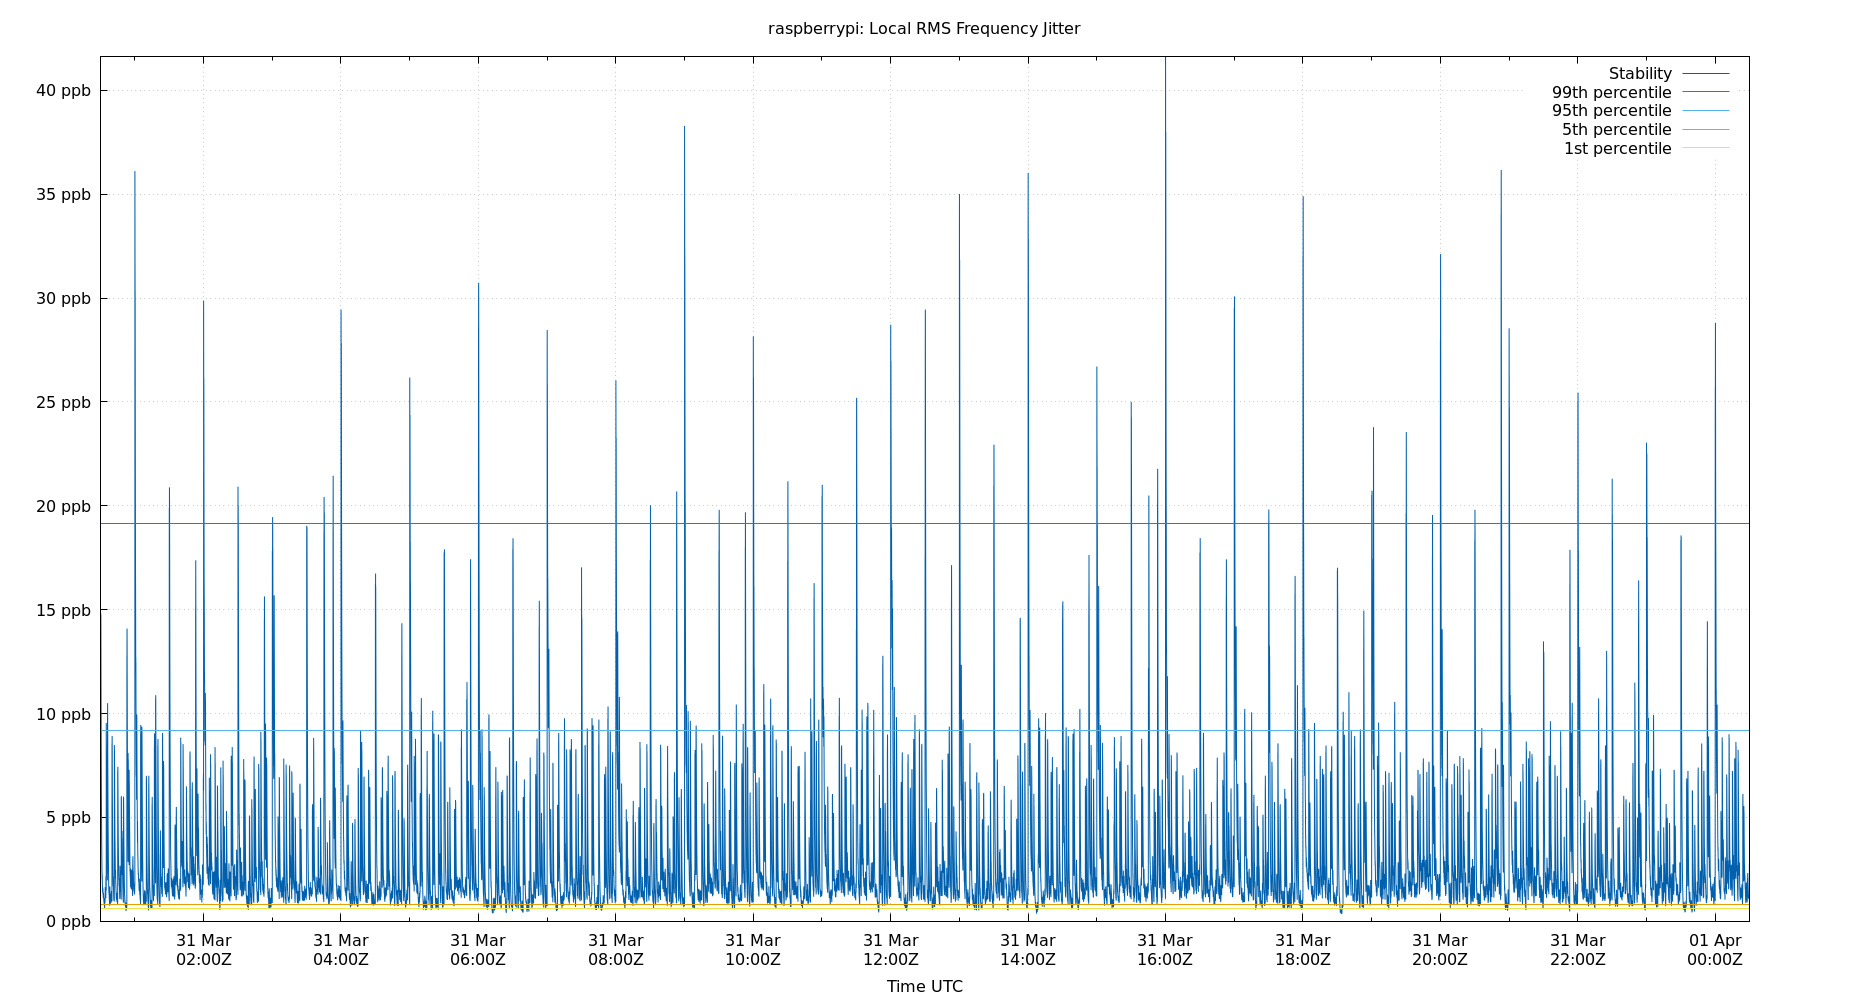 raspberrypi: Local RMS Frequency Jitter
Stability
99th percentile
95th percentile
5th percentile
1st percentile
40 ppb
35 ppb
30 ppb
25 ppb
20 ppb
15 ppb
10 ppb
5 ppb
0 ppb
31 Mar 31 Mar 31 Mar 31 Mar 31 Mar 31 Mar 31 Mar 31 Mar 31 Mar 31 Mar 31 Mar 01 Apr
02:00Z 04:00Z 06:00Z 08:00Z 10:00Z 12:00Z 14:00Z 16:00Z 18:00Z 20:00Z 22:00Z 00:00Z
Time UTC